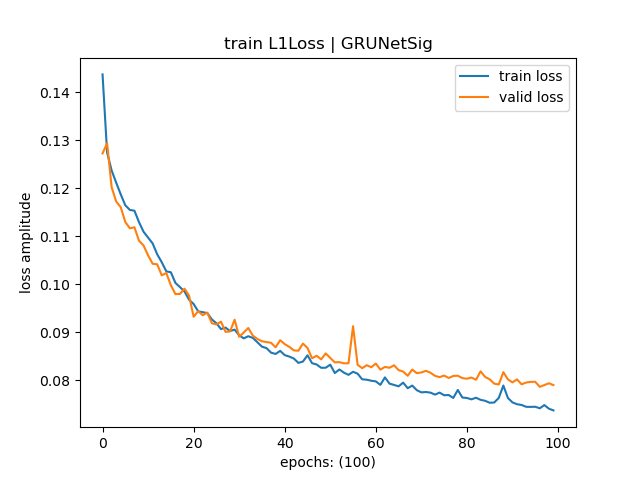 train L1Loss | GRUNetSig
train loss
valid loss
0.14
0.13
0.12
0.11
0.10
0.09
0.08
loss amplitude
0
20
40
60
80
100
epochs: (100)